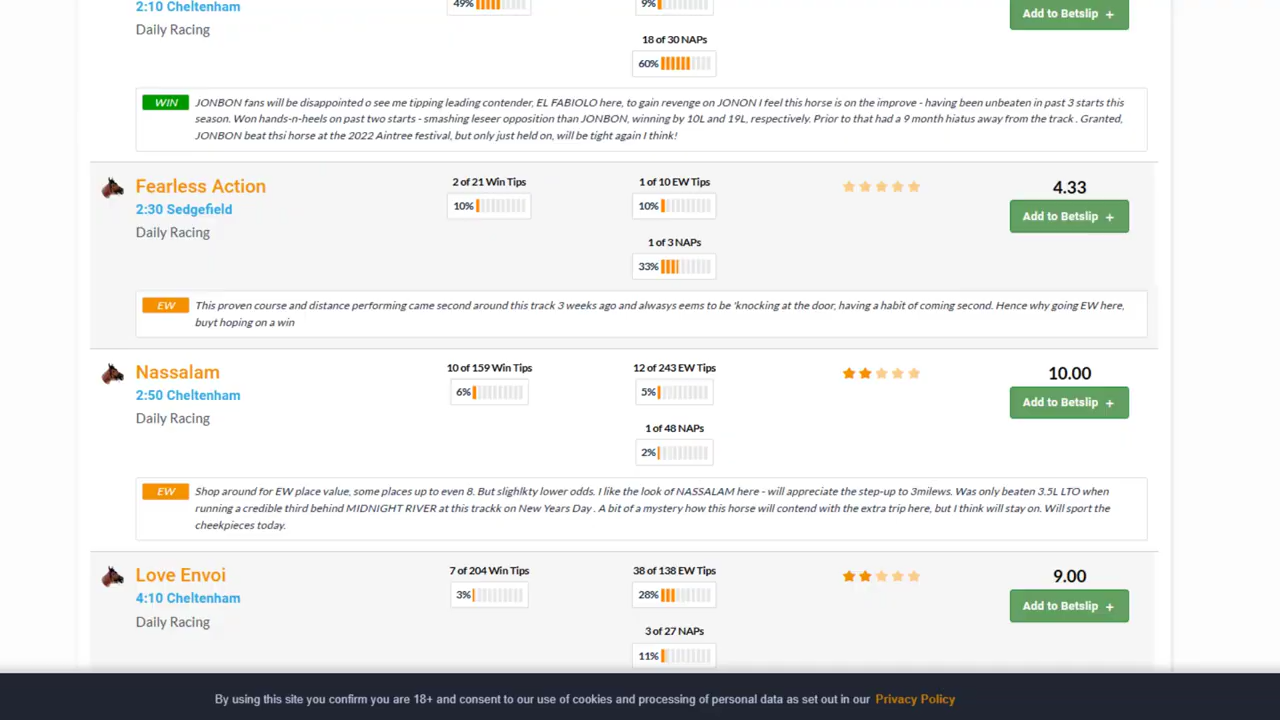 2:10 Cheltenham
Daily Racing
49%
9%
18 of 30 NAPs
60%
Add to Betslip +
WIN JONBON fans will be disappointed o see me tipping leading contender, EL FABIOLO here, to gain revenge on JONON I feel this horse is on the improve - having been unbeaten in past 3 starts this
season. Won hands-n-heels on past two starts - smashing leseer opposition than JONBON, winning by 10L and 19L, respectively. Prior to that had a 9 month hiatus away from the track . Granted,
JONBON beat thsi horse at the 2022 Aintree festival, but only just held on, will be tight again I think!
Fearless Action
2:30 Sedgefield
Daily Racing
2 of 21 Win Tips
10%
1 of 10 EW Tips
10%
1 of 3 NAPs
33%
4.33
Add to Betslip +
EW This proven course and distance performing came second around this track 3 weeks ago and alwasys eems to be 'knocking at the door, having a habit of coming second. Hence why going EW here,
buyt hoping on a win
Nassalam
2:50 Cheltenham
Daily Racing
10 of 159 Win Tips
6%
12 of 243 EW Tips
5%
1 of 48 NAPs
2%
10.00
Add to Betslip +
EW Shop around for EW place value, some places up to even 8. But slighlkty lower odds. I like the look of NASSALAM here - will appreciate the step-up to 3milews. Was only beaten 3.5L LTO when
running a credible third behind MIDNIGHT RIVER at this trackk on New Years Day . A bit of a mystery how this horse will contend with the extra trip here, but I think will stay on. Will sport the
cheekpieces today.
Love Envoi
4:10 Cheltenham
Daily Racing
7 of 204 Win Tips
3%
38 of 138 EW Tips
28%
3 of 27 NAPs
11%
9.00
Add to Betslip +
By using this site you confirm you are 18+ and consent to our use of cookies and processing of personal data as set out in our Privacy Policy